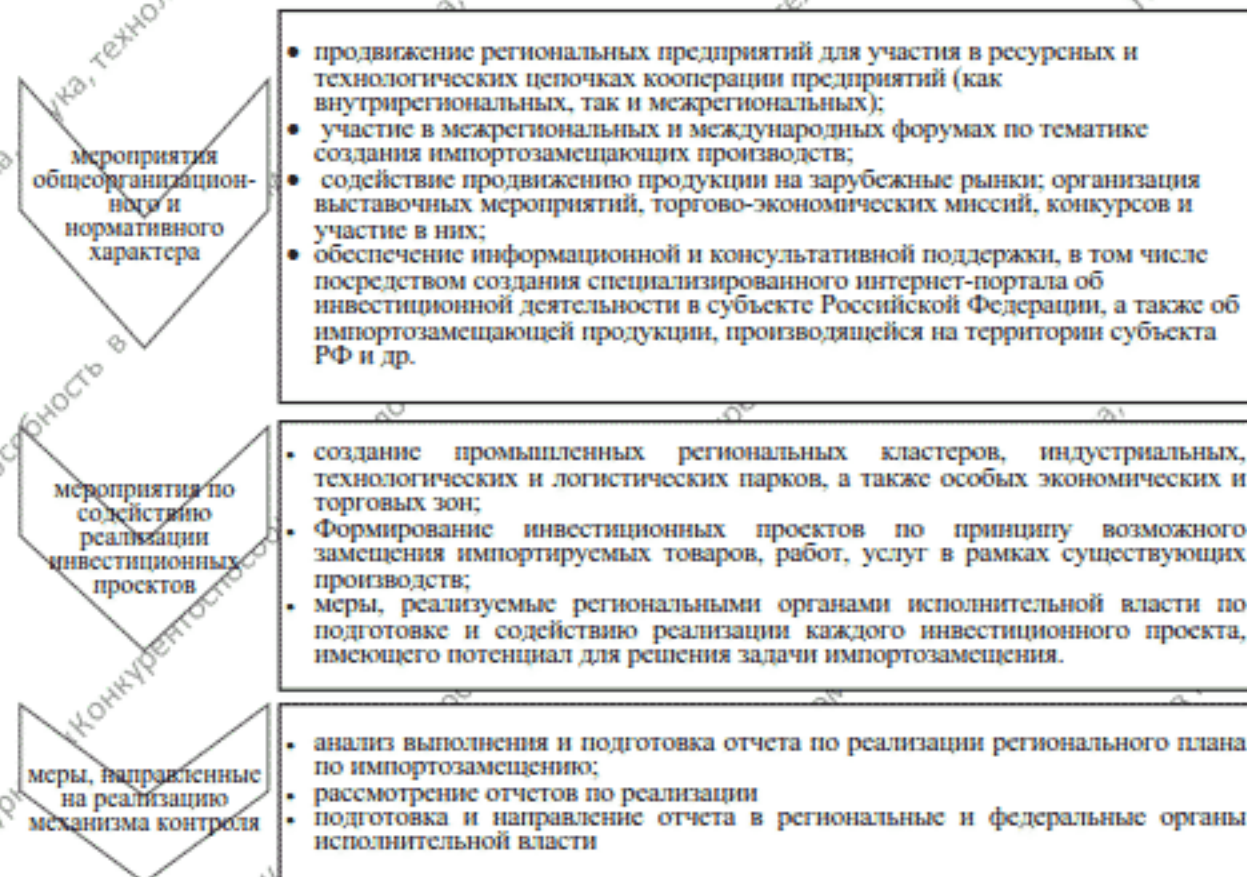 мероприятия
общеорганизацион-
ного и
нормативного
характера
• продвижение региональных предприятий для участия в ресурсных и
технологических цепочках кооперации предприятий (как
внутрирегиональных, так и межрегиональных);
• участие в межрегиональных и международных форумах по тематике
создания импортозамещающих производств;
• содействие продвижению продукции на зарубежные рынки; организация
выставочных мероприятий, торгово-экономических миссий, конкурсов и
участие в них;
• обеспечение информационной и консультативной поддержки, в том числе
посредством создания специализированного интернет-портала об
инвестиционной деятельности в субъекте Российской Федерации, а также об
импортозамещающей продукции, производящейся на территории субъекта
РФ и др.
мероприятия по
содействию
реализации
инвестиционных
проектов
• создание промышленных региональных кластеров, индустриальных,
технологических и логистических парков, а также особых экономических и
торговых зон;
• Формирование инвестиционных проектов по принципу возможного
замещения импортируемых товаров, работ, услуг в рамках существующих
производств;
• меры, реализуемые региональными органами исполнительной власти по
подготовке и содействию реализации каждого инвестиционного проекта,
имеющего потенциал для решения задачи импортозамещения.
меры, направленные
на реализацию
механизма контроля
• анализ выполнения и подготовка отчета по реализации регионального плана
по импортозамещению;
• рассмотрение отчетов по реализации
• подготовка и направление отчета в региональные и федеральные органы
исполнительной власти